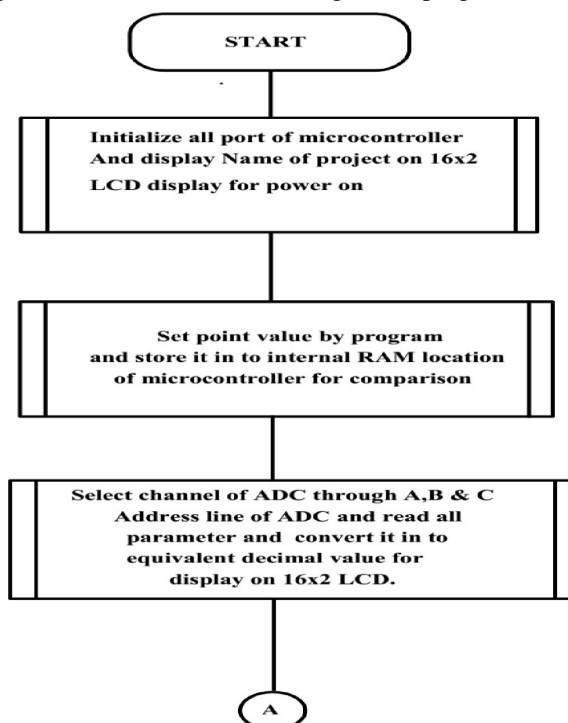 START
Initialize all port of microcontroller
And display Name of project on 16x2
LCD display for power on
Set point value by program
and store it in to internal RAM location
of microcontroller for comparison
Select channel of ADC through A,B & C
Address line of ADC and read all
parameter and convert it in to
equivalent decimal value for
display on 16x2 LCD.
A